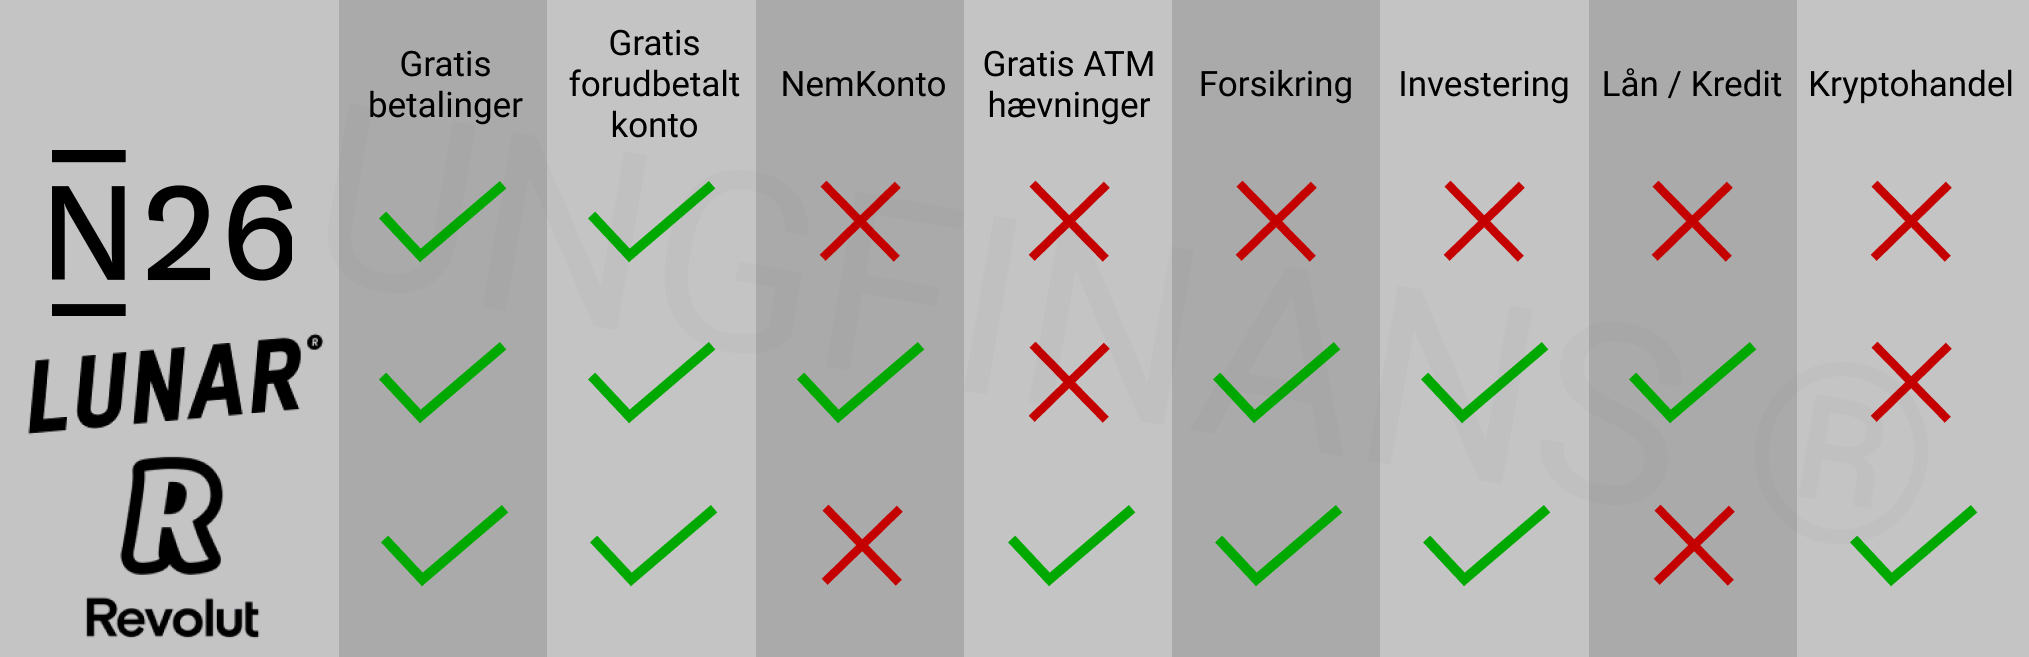 Gratis
betalinger
Gratis
forudbetalt
konto
NemKonto
Gratis ATM
hævninger
Forsikring
Investering
Lån / Kredit
Kryptohandel
N26
LUNAR®
R
Revolut
UNGFINANS ®